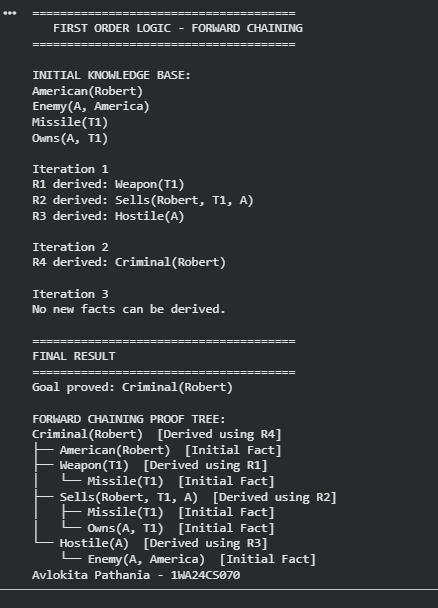 •••
=====================================
FIRST ORDER LOGIC - FORWARD CHAINING
=====================================
INITIAL KNOWLEDGE BASE:
American(Robert)
Enemy(A, America)
Missile(T1)
Owns(A, T1)
Iteration 1
R1 derived: Weapon(T1)
R2 derived: Sells(Robert, T1, A)
R3 derived: Hostile(A)
Iteration 2
R4 derived: Criminal(Robert)
Iteration 3
No new facts can be derived.
=====================================
FINAL RESULT
=====================================
Goal proved: Criminal(Robert)
FORWARD CHAINING PROOF TREE:
Criminal(Robert)  [Derived using R4]
├── American(Robert)  [Initial Fact]
├── Weapon(T1)  [Derived using R1]
│   └── Missile(T1)  [Initial Fact]
├── Sells(Robert, T1, A)  [Derived using R2]
│   ├── Missile(T1)  [Initial Fact]
│   └── Owns(A, T1)  [Initial Fact]
└── Hostile(A)  [Derived using R3]
    └── Enemy(A, America)  [Initial Fact]
Avlokita Pathania - 1WA24CS070